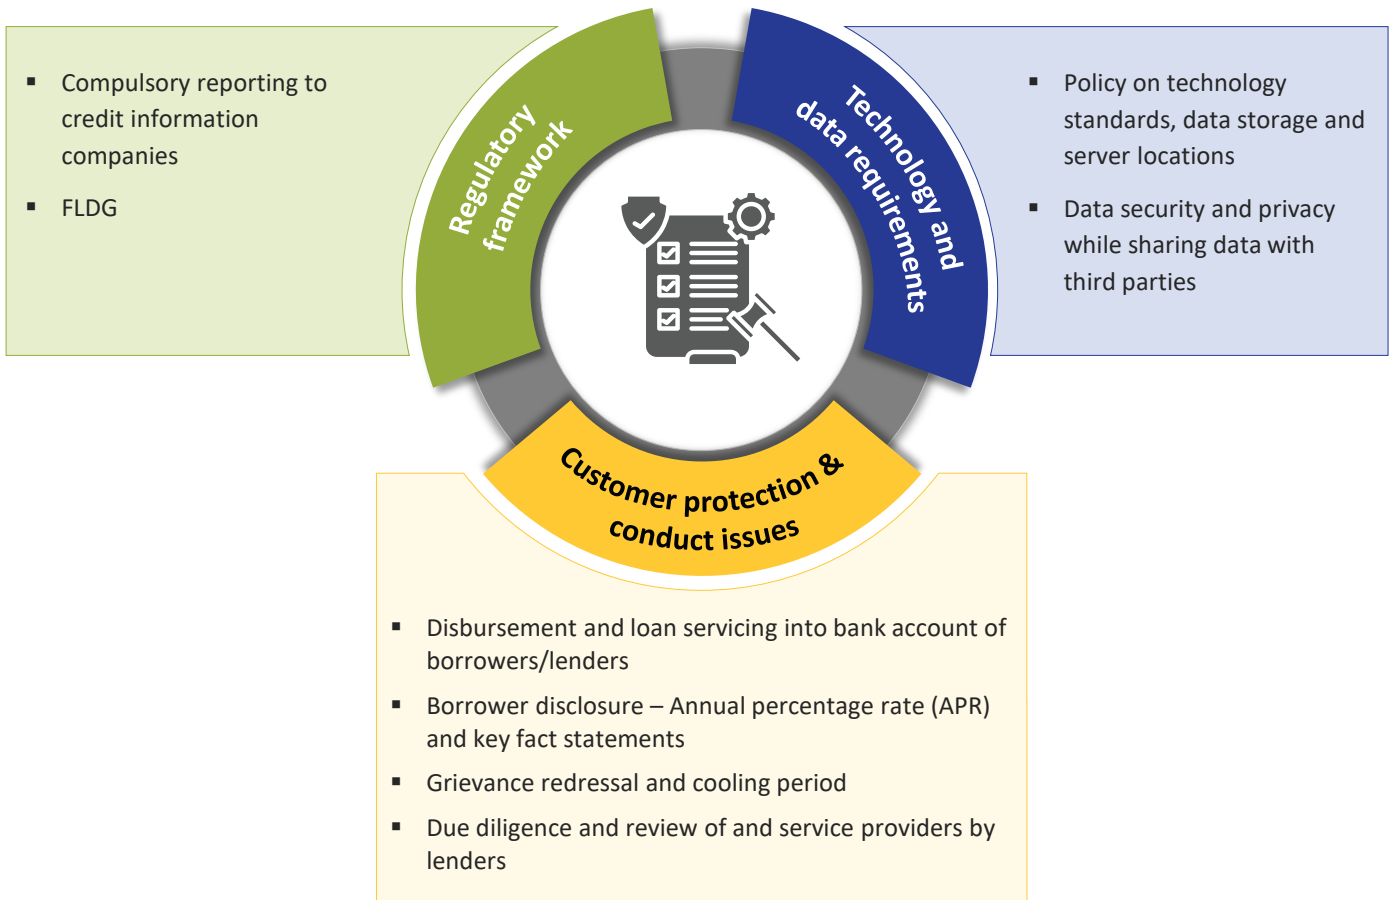 Regulatory
framework
▪ Compulsory reporting to
credit information
companies
▪ FLDG
Technology and
data requirements
▪ Policy on technology
standards, data storage and
server locations
▪ Data security and privacy
while sharing data with
third parties
Customer protection &
conduct issues
▪ Disbursement and loan servicing into bank account of
borrowers/lenders
▪ Borrower disclosure – Annual percentage rate (APR)
and key fact statements
▪ Grievance redressal and cooling period
▪ Due diligence and review of and service providers by
lenders